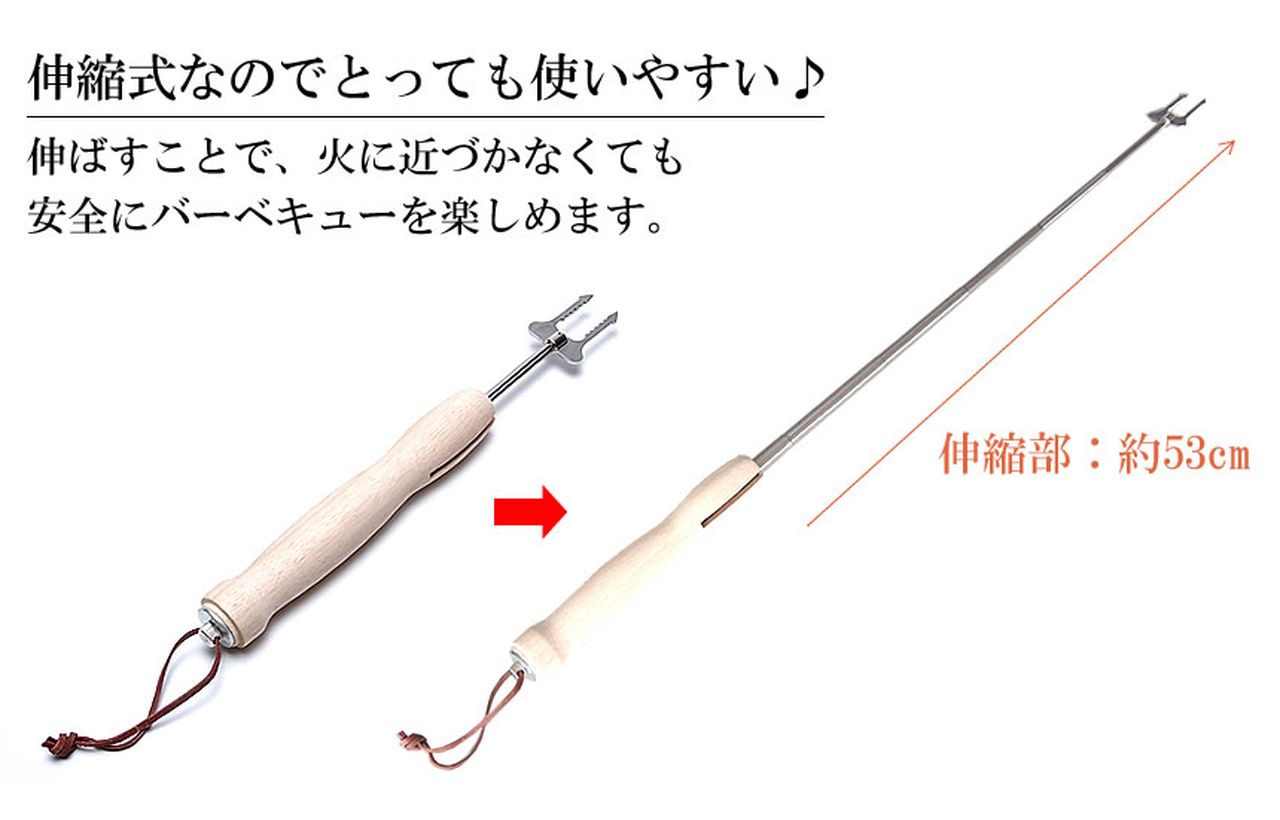 伸縮式なのでとっても使いやすい♪
伸ばすことで、火に近づかなくても
安全にバーベキューを楽しめます。
伸縮部：約53cm